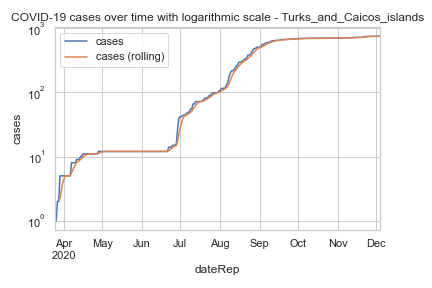 COVID-19 cases over time with logarithmic scale - Turks_and_Caicos_islands
cases
cases (rolling)
10³
10²
10¹
10⁰
cases
Apr
2020
May
Jun
Jul
Aug
Sep
Oct
Nov
Dec
dateRep